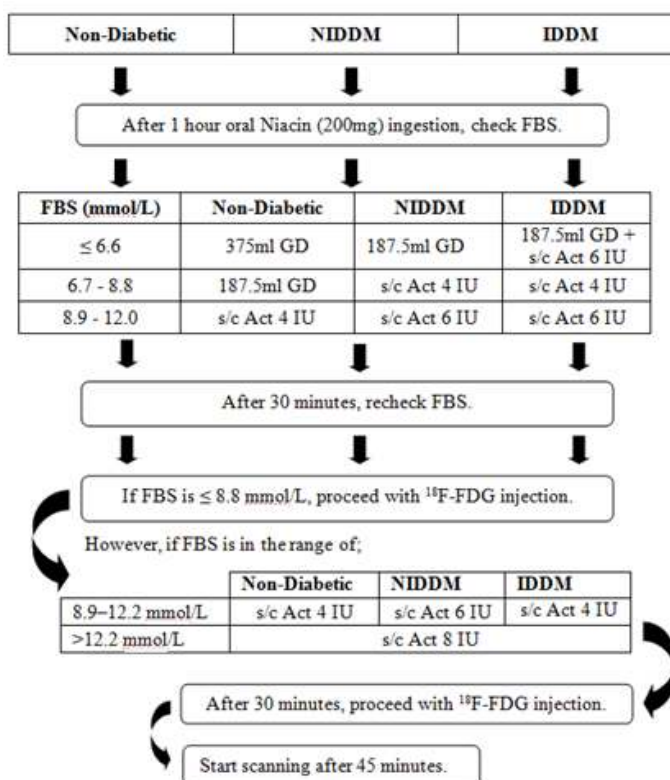 Non-Diabetic NIDDM IDDM
After 1 hour oral Niacin (200mg) ingestion, check FBS.
FBS (mmol/L) Non-Diabetic NIDDM IDDM
≤ 6.6 375ml GD 187.5ml GD 187.5ml GD +
s/c Act 6 IU
6.7 - 8.8 187.5ml GD s/c Act 4 IU s/c Act 4 IU
8.9 - 12.0 s/c Act 4 IU s/c Act 6 IU s/c Act 6 IU
After 30 minutes, recheck FBS.
If FBS is ≤ 8.8 mmol/L, proceed with ¹⁸F-FDG injection.
However, if FBS is in the range of;
Non-Diabetic NIDDM IDDM
8.9–12.2 mmol/L s/c Act 4 IU s/c Act 6 IU s/c Act 4 IU
>12.2 mmol/L s/c Act 8 IU
After 30 minutes, proceed with ¹⁸F-FDG injection.
Start scanning after 45 minutes.